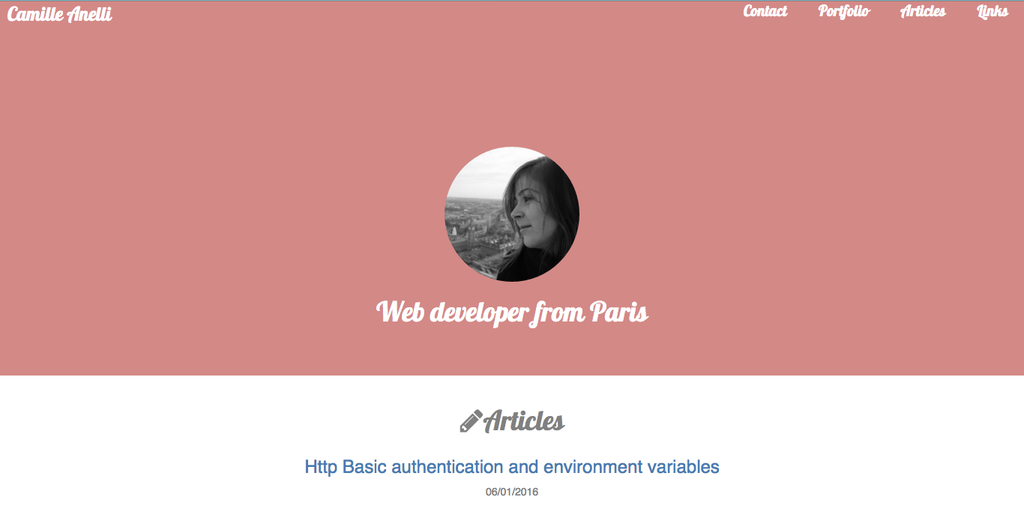 Camille Anelli
Contact Portfolio Articles Links
Web developer from Paris
Articles
Http Basic authentication and environment variables
06/01/2016